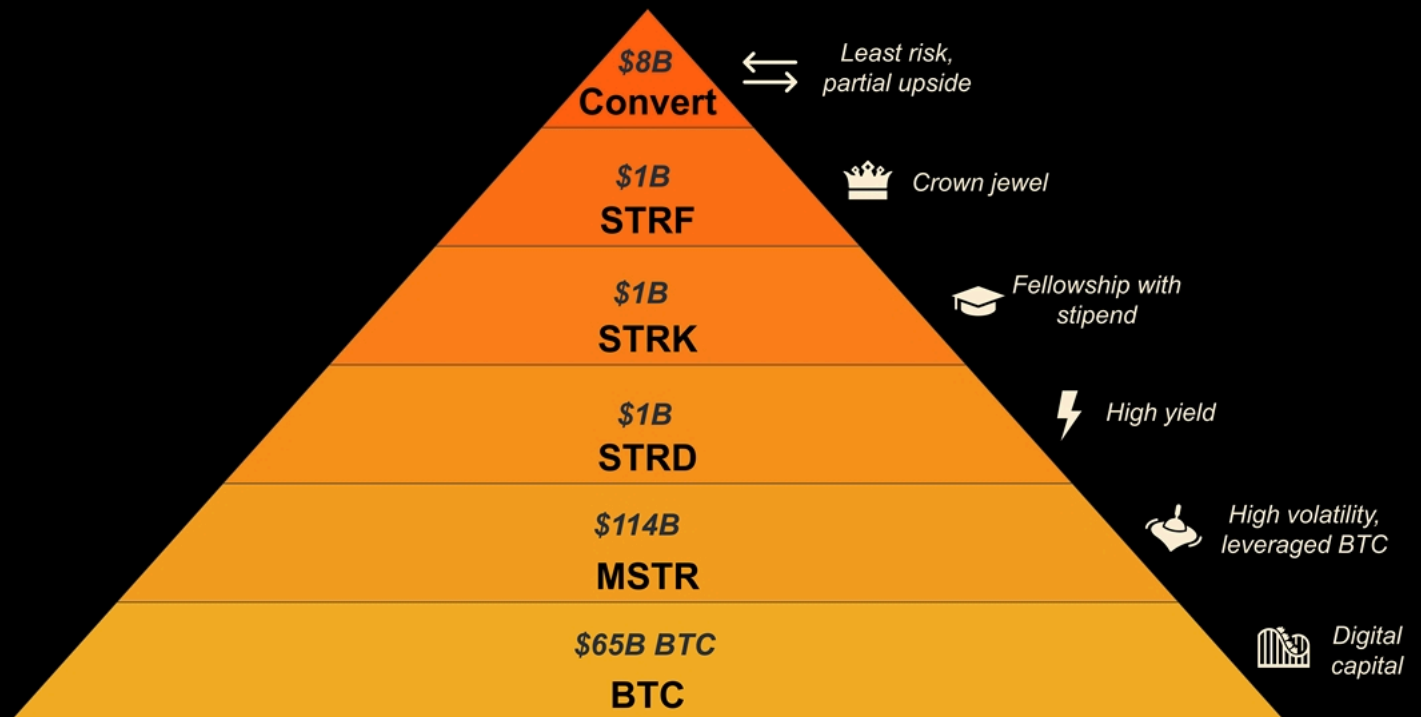 $8B
Convert
Least risk,
partial upside
$1B
STRF
Crown jewel
$1B
STRK
Fellowship with
stipend
$1B
STRD
High yield
$114B
MSTR
High volatility,
leveraged BTC
$65B BTC
BTC
Digital
capital